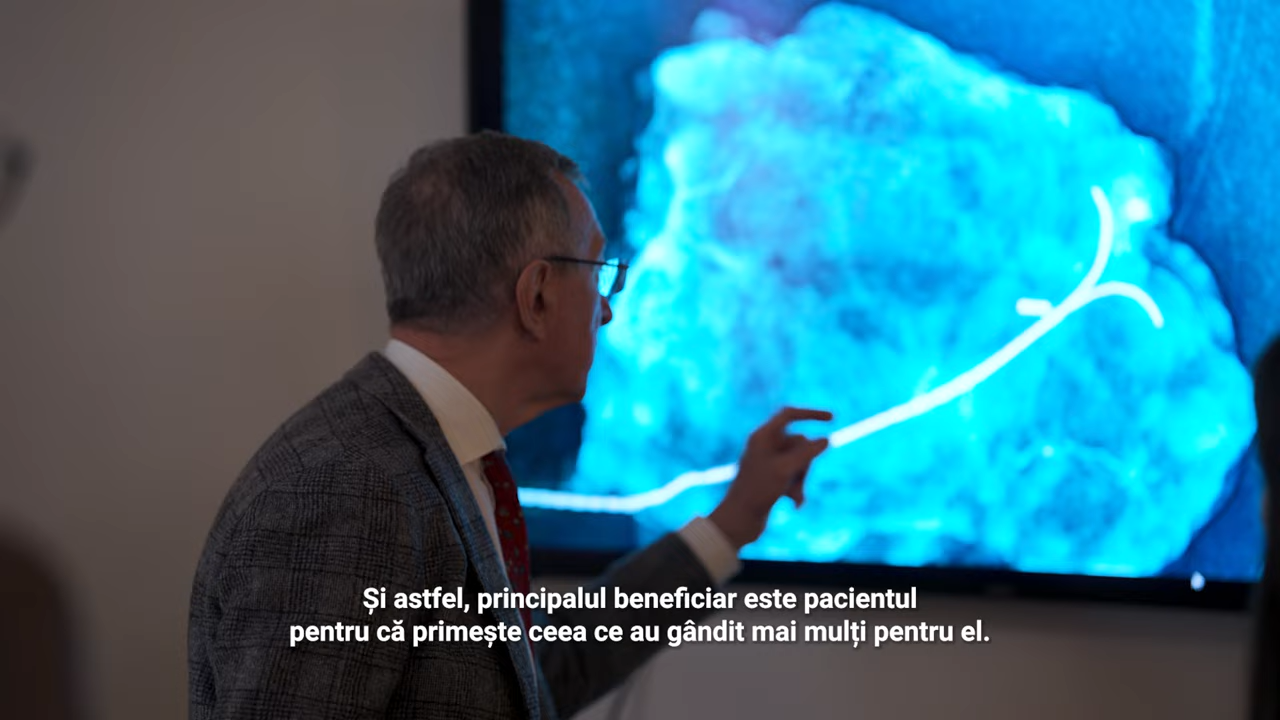 Și astfel, principalul beneficiar este pacientul
pentru că primește ceea ce au gândit mai mulți pentru el.